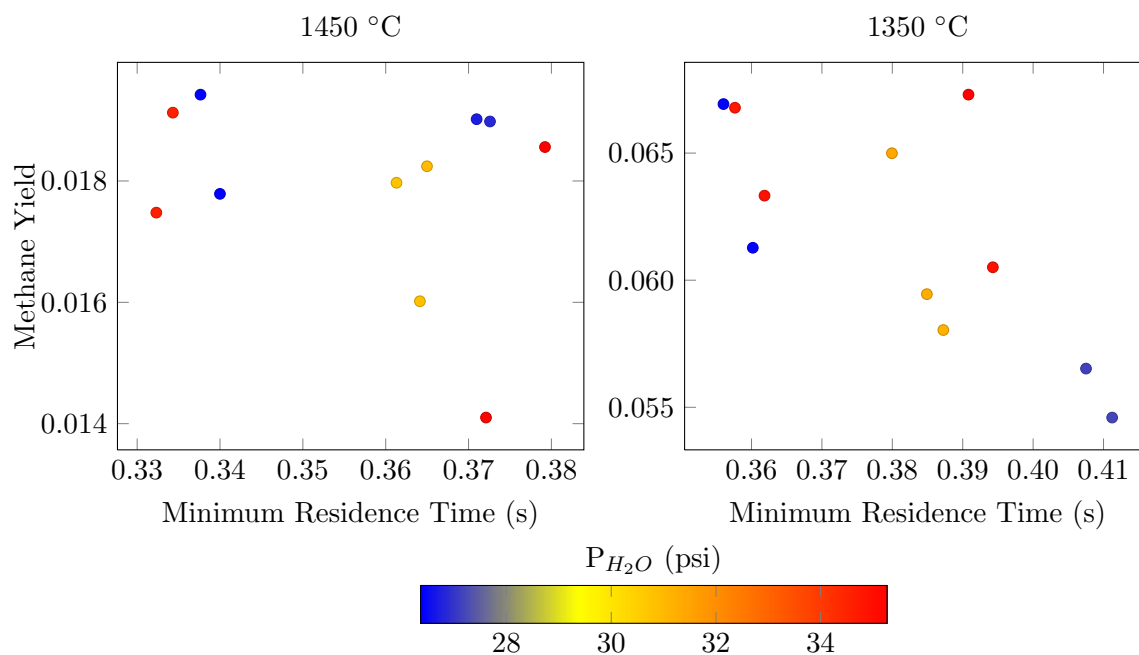 1450 °C
1350 °C
Methane Yield
0.018
0.016
0.014
0.33 0.34 0.35 0.36 0.37 0.38
Minimum Residence Time (s)
0.065
0.060
0.055
0.36 0.37 0.38 0.39 0.40 0.41
Minimum Residence Time (s)
P_{H_2O} (psi)
28 30 32 34